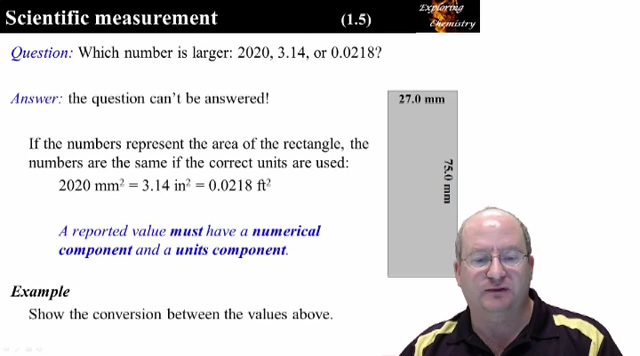 Scientific measurement (1.5)
Exploring
Chemistry
Question: Which number is larger: 2020, 3.14, or 0.0218?
Answer: the question can't be answered!
27.0 mm
75.0 mm
If the numbers represent the area of the rectangle, the
numbers are the same if the correct units are used:
2020 mm² = 3.14 in² = 0.0218 ft²
A reported value must have a numerical
component and a units component.
Example
Show the conversion between the values above.